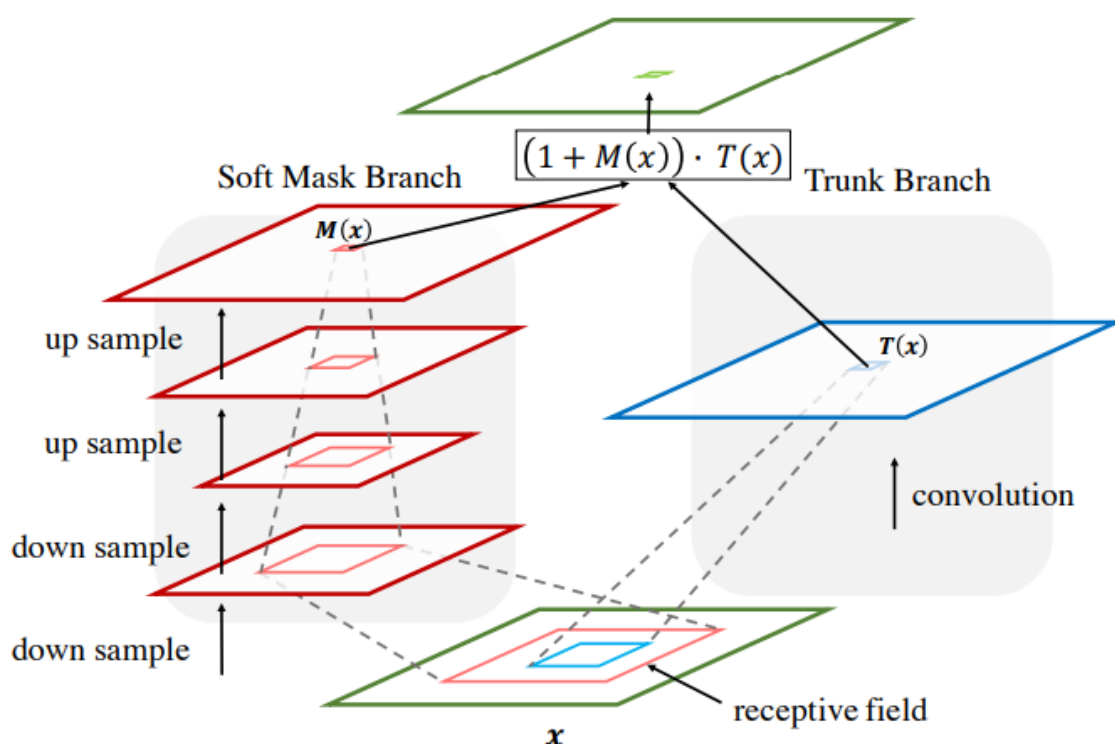 (1 + M(x)) · T(x)
Soft Mask Branch
Trunk Branch
M(x)
up sample
T(x)
up sample
convolution
down sample
down sample
receptive field
x